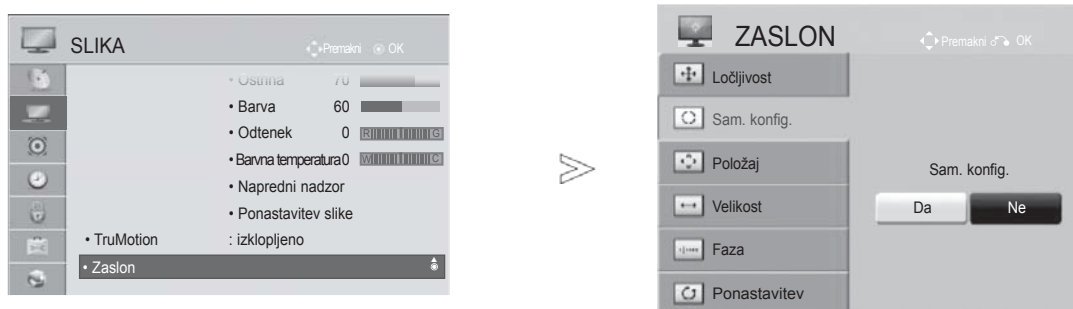 SLIKA
Premakni OK
• Ostrina 70
• Barva 60
• Odtenek 0 R G
• Barvna temperatura 0 W C
• Napredni nadzor
• Ponastavitev slike
• TruMotion : izklopljeno
• Zaslon
ZASLON
Premakni OK
Ločljivost
Sam. konfig.
Položaj
Velikost
Faza
Ponastavitev
Sam. konfig.
Da Ne